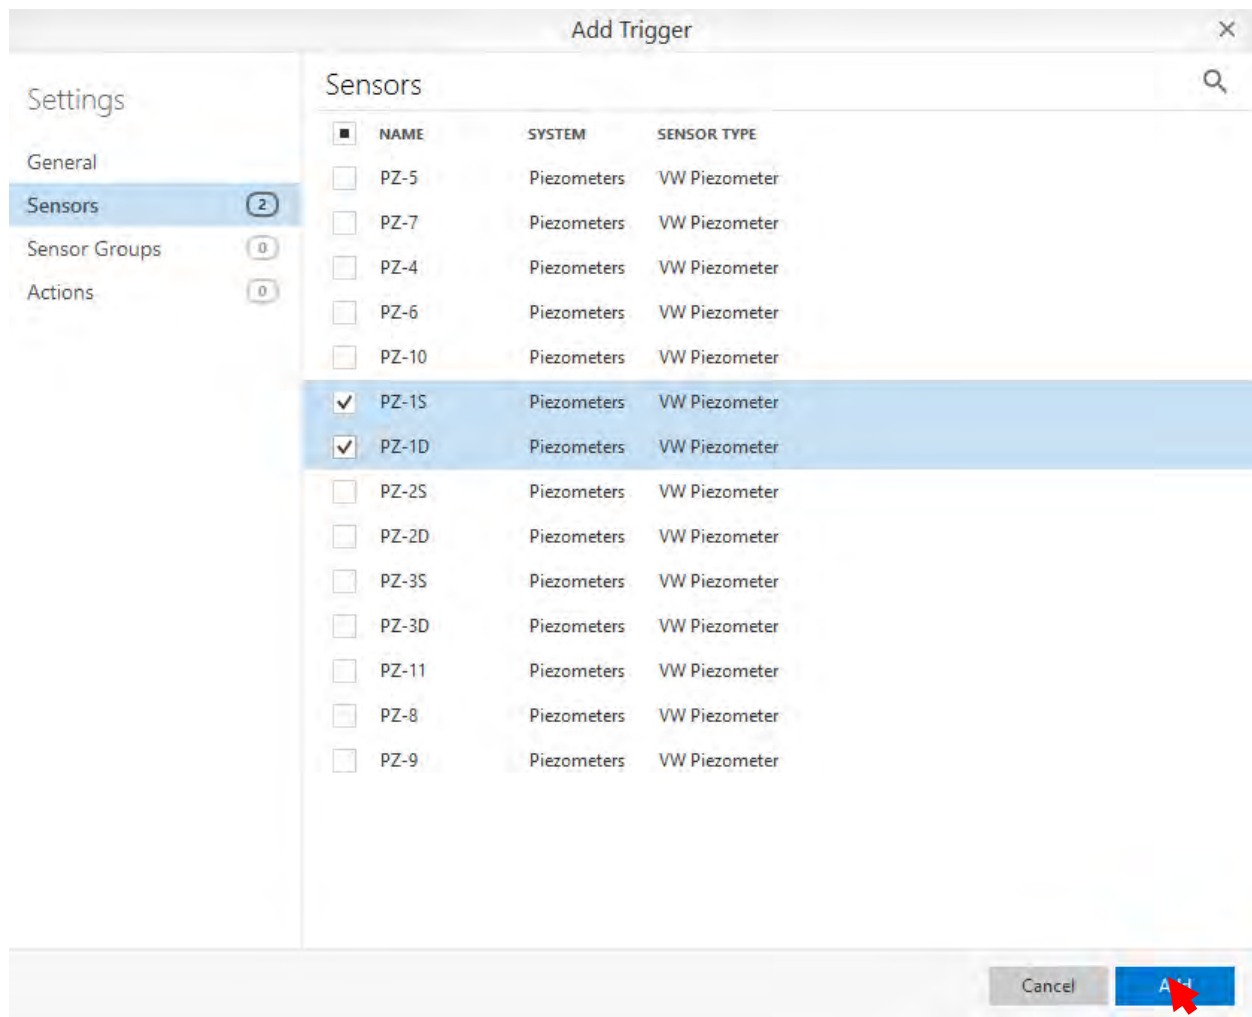 Add Trigger
Settings
General
Sensors 2
Sensor Groups 0
Actions 0
Sensors
NAME SYSTEM SENSOR TYPE
PZ-5 Piezometers VW Piezometer
PZ-7 Piezometers VW Piezometer
PZ-4 Piezometers VW Piezometer
PZ-6 Piezometers VW Piezometer
PZ-10 Piezometers VW Piezometer
PZ-1S Piezometers VW Piezometer
PZ-1D Piezometers VW Piezometer
PZ-2S Piezometers VW Piezometer
PZ-2D Piezometers VW Piezometer
PZ-3S Piezometers VW Piezometer
PZ-3D Piezometers VW Piezometer
PZ-11 Piezometers VW Piezometer
PZ-8 Piezometers VW Piezometer
PZ-9 Piezometers VW Piezometer
Cancel Add